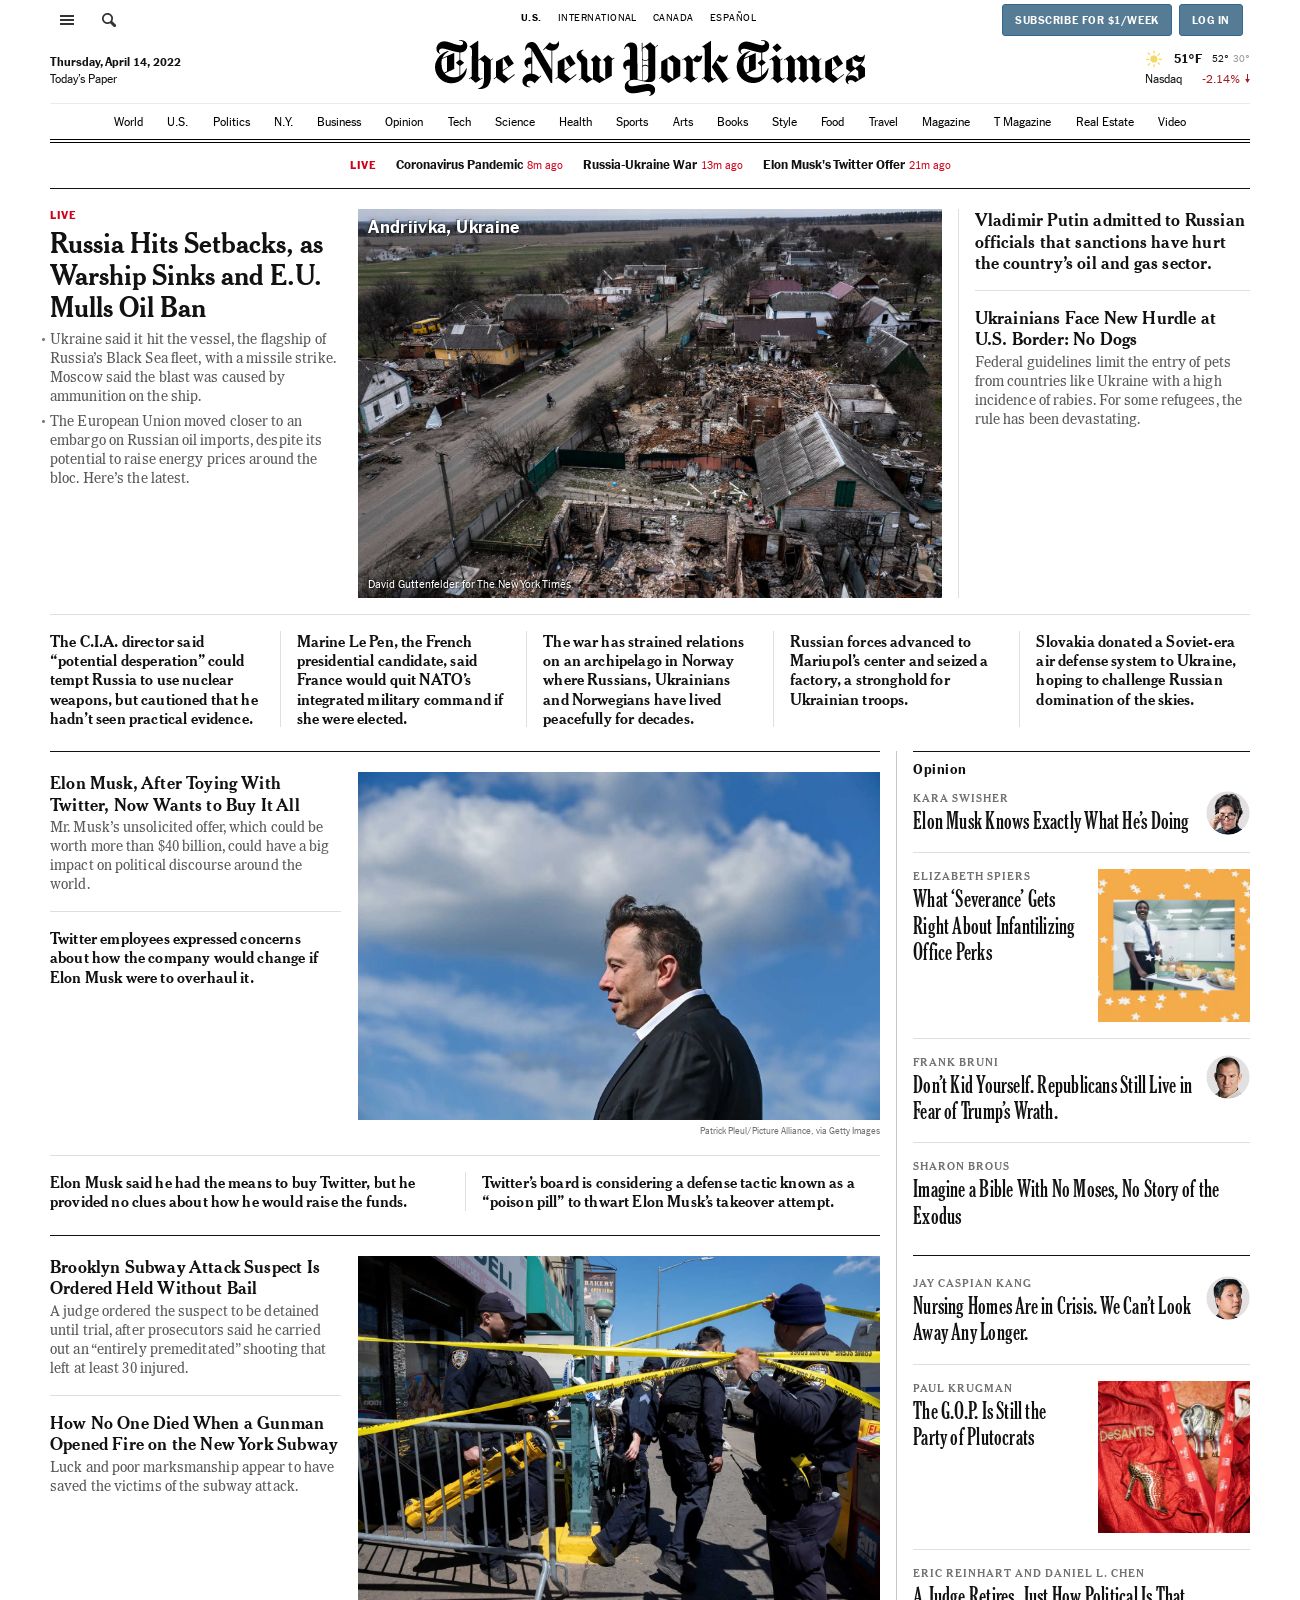 U.S. INTERNATIONAL CANADA ESPAÑOL
SUBSCRIBE FOR $1/WEEK LOG IN
Thursday, April 14, 2022
Today's Paper
The New York Times
51°F 52° 30°
Nasdaq -2.14%
World U.S. Politics N.Y. Business Opinion Tech Science Health Sports Arts Books Style Food Travel Magazine T Magazine Real Estate Video
LIVE Coronavirus Pandemic 8m ago Russia-Ukraine War 13m ago Elon Musk's Twitter Offer 21m ago
LIVE
Russia Hits Setbacks, as
Warship Sinks and E.U.
Mulls Oil Ban
• Ukraine said it hit the vessel, the flagship of
Russia's Black Sea fleet, with a missile strike.
Moscow said the blast was caused by
ammunition on the ship.
• The European Union moved closer to an
embargo on Russian oil imports, despite its
potential to raise energy prices around the
bloc. Here's the latest.
Andriivka, Ukraine
David Guttenfelder for The New York Times
Vladimir Putin admitted to Russian
officials that sanctions have hurt
the country's oil and gas sector.
Ukrainians Face New Hurdle at
U.S. Border: No Dogs
Federal guidelines limit the entry of pets
from countries like Ukraine with a high
incidence of rabies. For some refugees, the
rule has been devastating.
The C.I.A. director said
“potential desperation” could
tempt Russia to use nuclear
weapons, but cautioned that he
hadn't seen practical evidence.
Marine Le Pen, the French
presidential candidate, said
France would quit NATO's
integrated military command if
she were elected.
The war has strained relations
on an archipelago in Norway
where Russians, Ukrainians
and Norwegians have lived
peacefully for decades.
Russian forces advanced to
Mariupol's center and seized a
factory, a stronghold for
Ukrainian troops.
Slovakia donated a Soviet-era
air defense system to Ukraine,
hoping to challenge Russian
domination of the skies.
Elon Musk, After Toying With
Twitter, Now Wants to Buy It All
Mr. Musk's unsolicited offer, which could be
worth more than $40 billion, could have a big
impact on political discourse around the
world.
Twitter employees expressed concerns
about how the company would change if
Elon Musk were to overhaul it.
Patrick Pleul/Picture Alliance, via Getty Images
Elon Musk said he had the means to buy Twitter, but he
provided no clues about how he would raise the funds.
Twitter's board is considering a defense tactic known as a
“poison pill” to thwart Elon Musk's takeover attempt.
Brooklyn Subway Attack Suspect Is
Ordered Held Without Bail
A judge ordered the suspect to be detained
until trial, after prosecutors said he carried
out an “entirely premeditated” shooting that
left at least 30 injured.
How No One Died When a Gunman
Opened Fire on the New York Subway
Luck and poor marksmanship appear to have
saved the victims of the subway attack.
DELI
BAKERY
Opinion
KARA SWISHER
Elon Musk Knows Exactly What He's Doing
ELIZABETH SPIERS
What ‘Severance’ Gets
Right About Infantilizing
Office Perks
FRANK BRUNI
Don't Kid Yourself. Republicans Still Live in
Fear of Trump's Wrath.
SHARON BROUS
Imagine a Bible With No Moses, No Story of the
Exodus
JAY CASPIAN KANG
Nursing Homes Are in Crisis. We Can't Look
Away Any Longer.
PAUL KRUGMAN
The G.O.P. Is Still the
Party of Plutocrats
DeSANTIS
ERIC REINHART AND DANIEL L. CHEN
A Judge Retires. Just How Political Is That